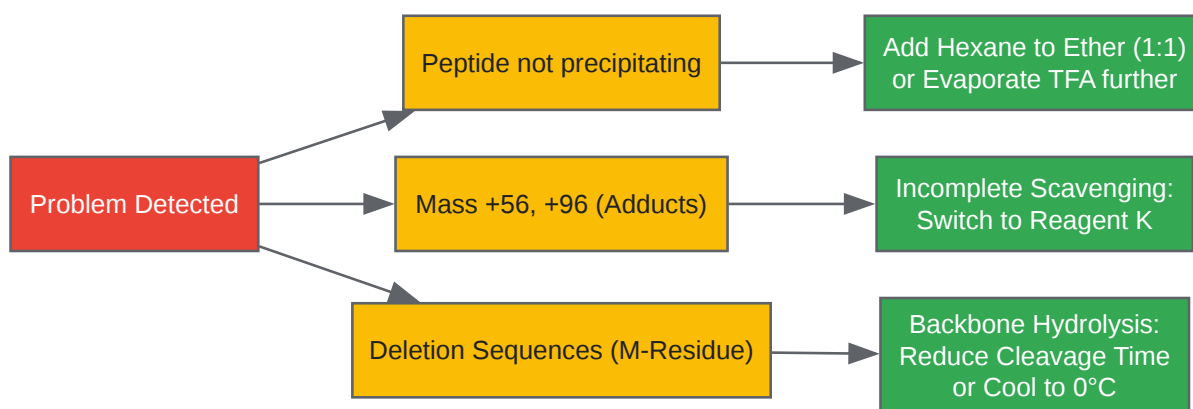 Problem Detected
Peptide not precipitating
Add Hexane to Ether (1:1)
or Evaporate TFA further
Mass +56, +96 (Adducts)
Incomplete Scavenging:
Switch to Reagent K
Deletion Sequences (M-Residue)
Backbone Hydrolysis:
Reduce Cleavage Time
or Cool to 0°C